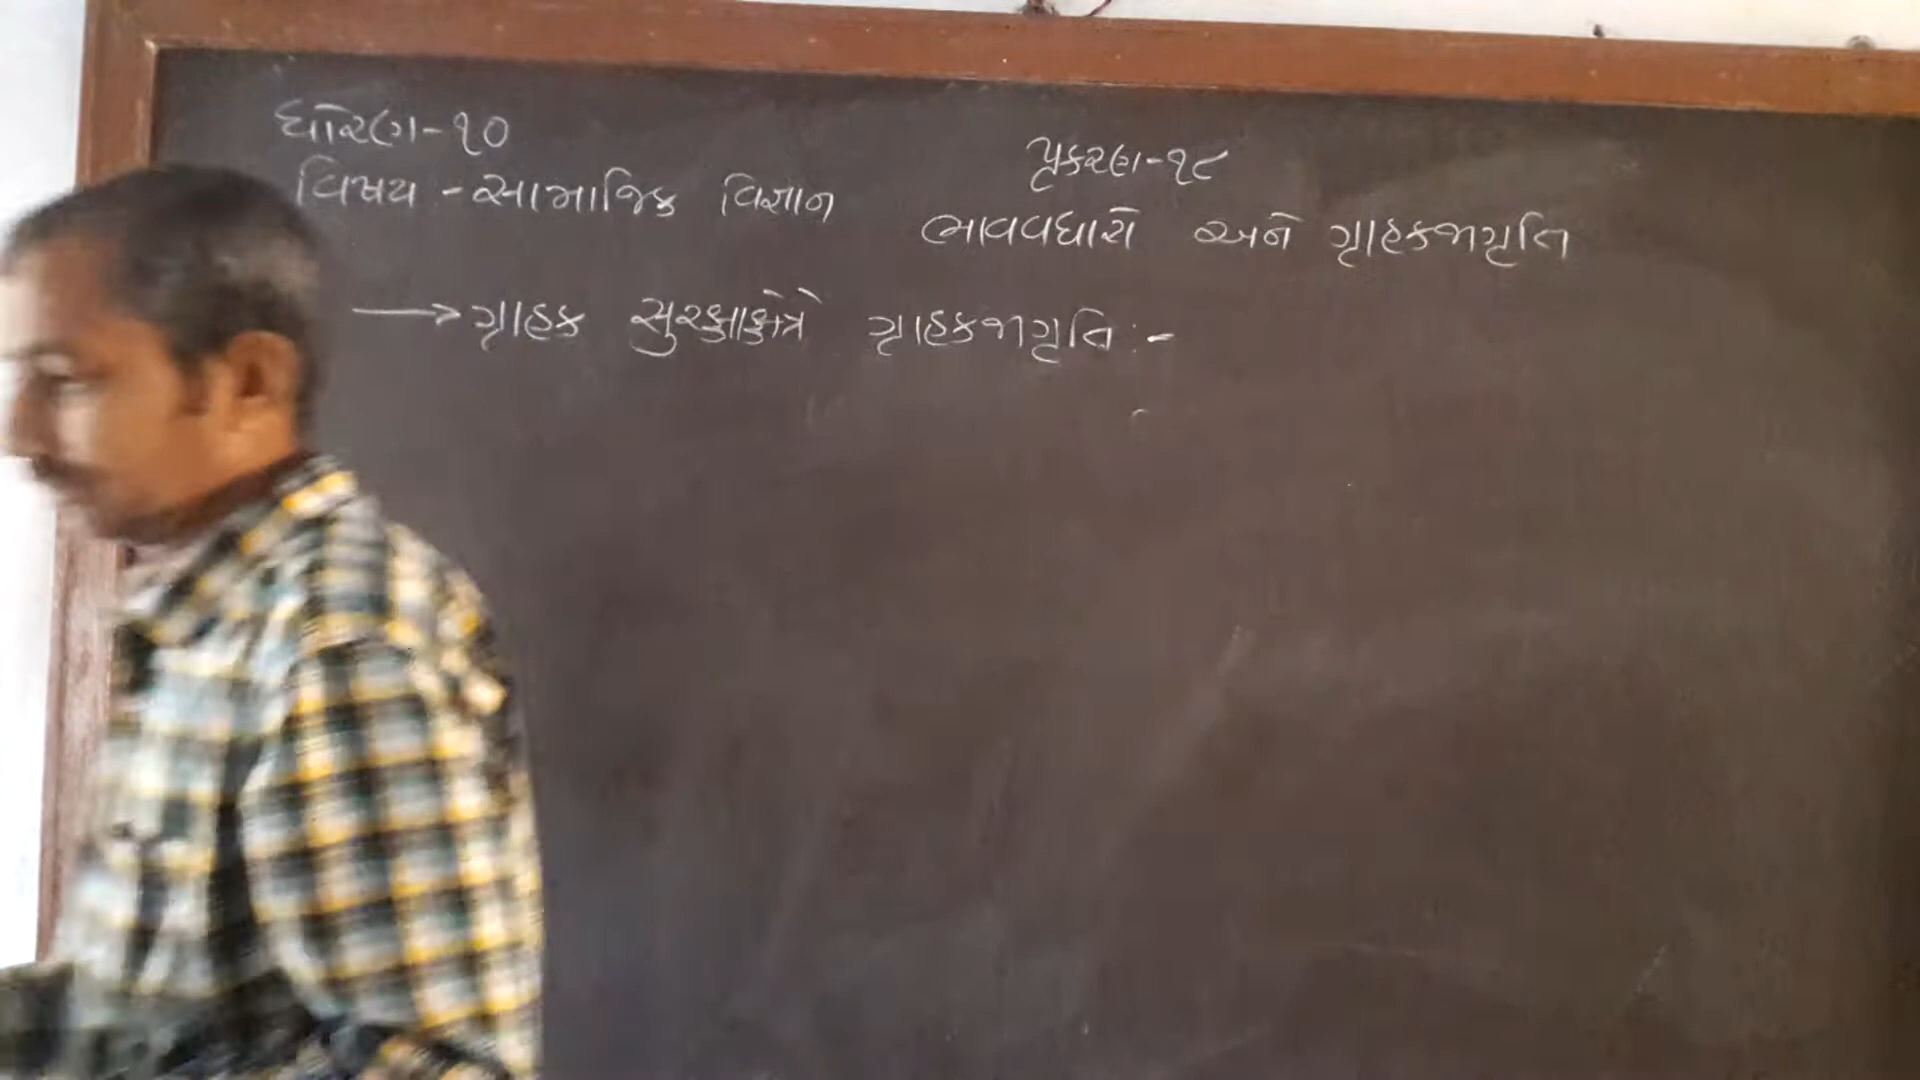 ધોરણ-૧૦
વિષય - સામાજિક વિજ્ઞાન
પ્રકરણ-૧૮
ભાવવધારો અને ગ્રાહકજાગૃતિ
→ ગ્રાહક સુરક્ષાક્ષેત્રે ગ્રાહકજાગૃતિ :-